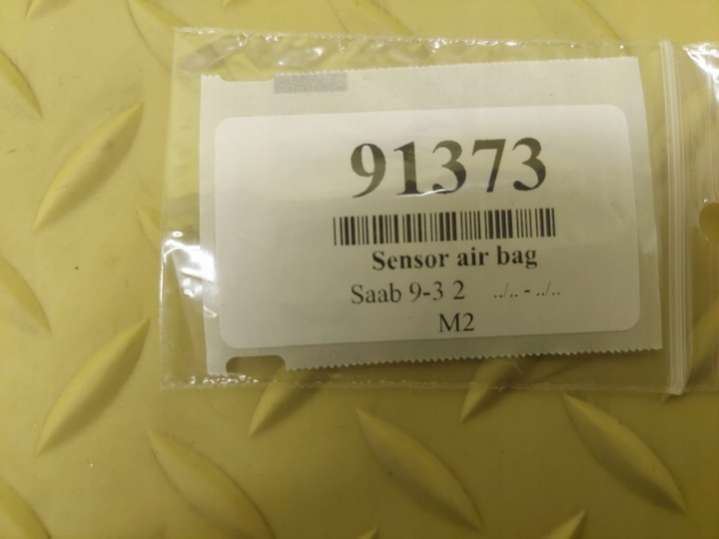 91373
Sensor air bag
Saab 9-3 2 ../.. - ../..
M2